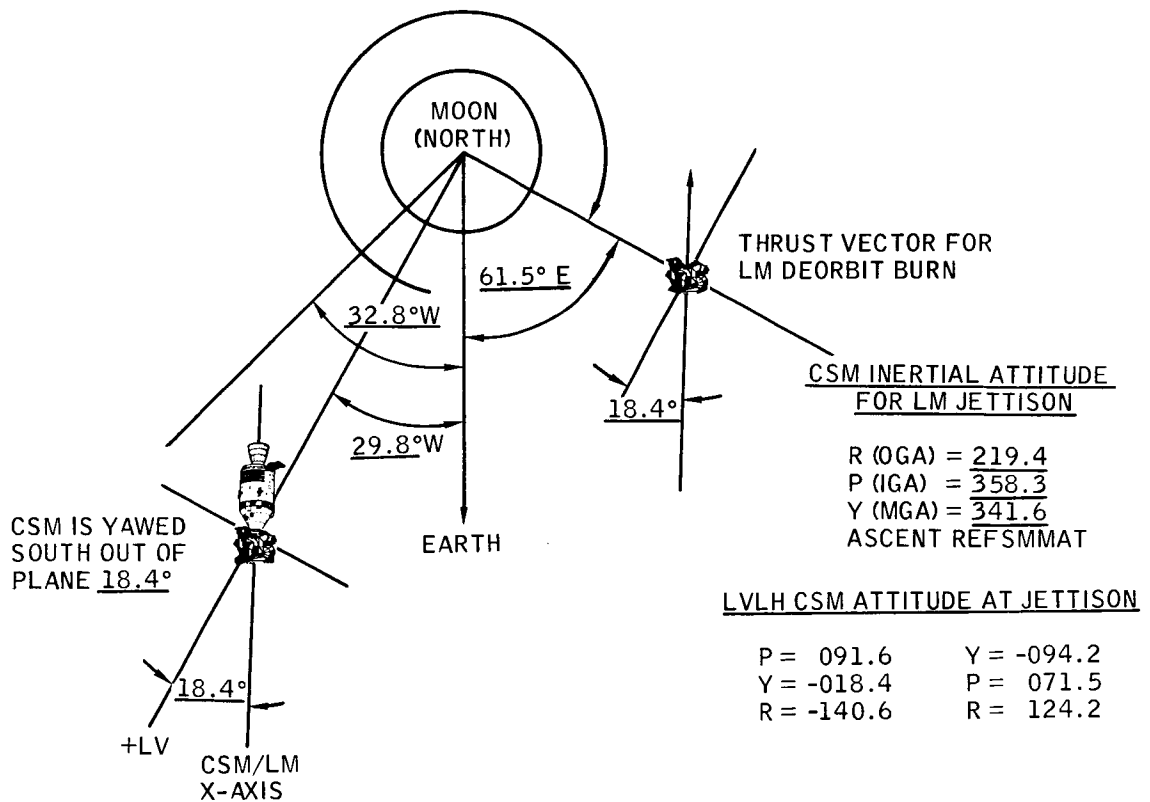 MOON
(NORTH)
61.5° E
THRUST VECTOR FOR
LM DEORBIT BURN
32.8°W
29.8°W
18.4°
EARTH
CSM IS YAWED
SOUTH OUT OF
PLANE 18.4°
18.4°
+LV
CSM/LM
X-AXIS
CSM INERTIAL ATTITUDE
FOR LM JETTISON
R (OGA) = 219.4
P (IGA) = 358.3
Y (MGA) = 341.6
ASCENT REFSMMAT
LVLH CSM ATTITUDE AT JETTISON
P = 091.6 Y = -094.2
Y = -018.4 P = 071.5
R = -140.6 R = 124.2